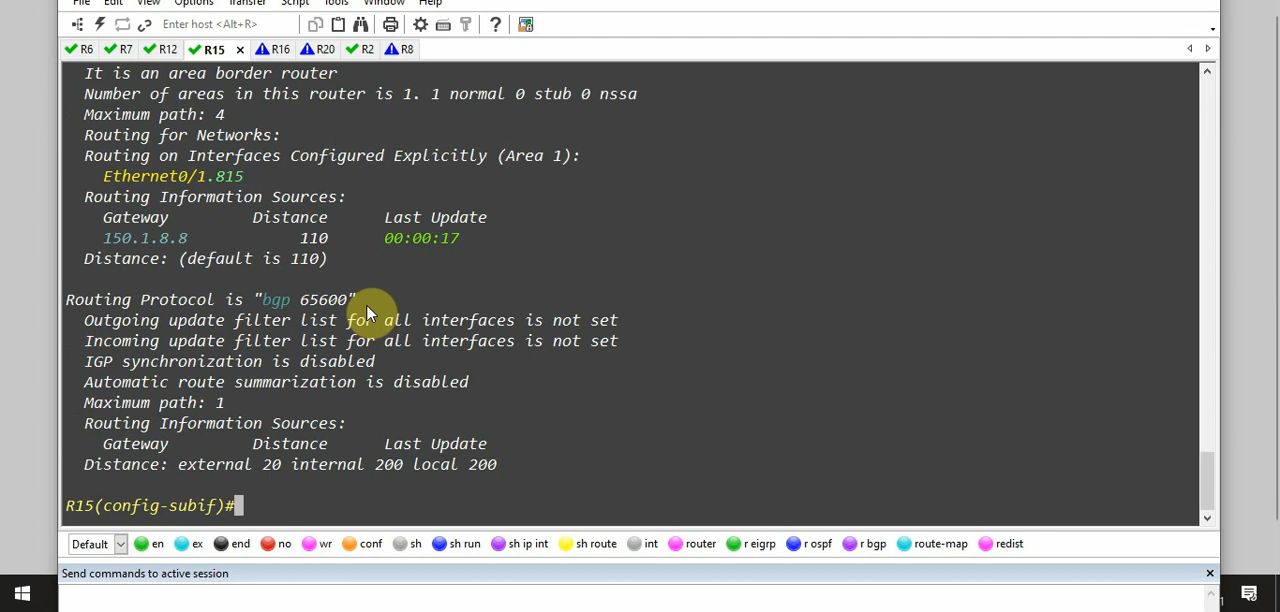 File Edit View Options Transfer Script Tools Window Help
Enter host <Alt+R>
R6 R7 R12 R15 R16 R20 R2 R8
It is an area border router
Number of areas in this router is 1. 1 normal 0 stub 0 nssa
Maximum path: 4
Routing for Networks:
Routing on Interfaces Configured Explicitly (Area 1):
Ethernet0/1.815
Routing Information Sources:
Gateway Distance Last Update
150.1.8.8 110 00:00:17
Distance: (default is 110)
Routing Protocol is "bgp 65600"
Outgoing update filter list for all interfaces is not set
Incoming update filter list for all interfaces is not set
IGP synchronization is disabled
Automatic route summarization is disabled
Maximum path: 1
Routing Information Sources:
Gateway Distance Last Update
Distance: external 20 internal 200 local 200
R15(config-subif)#
Default en ex end no wr conf sh sh run sh ip int sh route int router r eigrp r ospf r bgp route-map redist
Send commands to active session
1